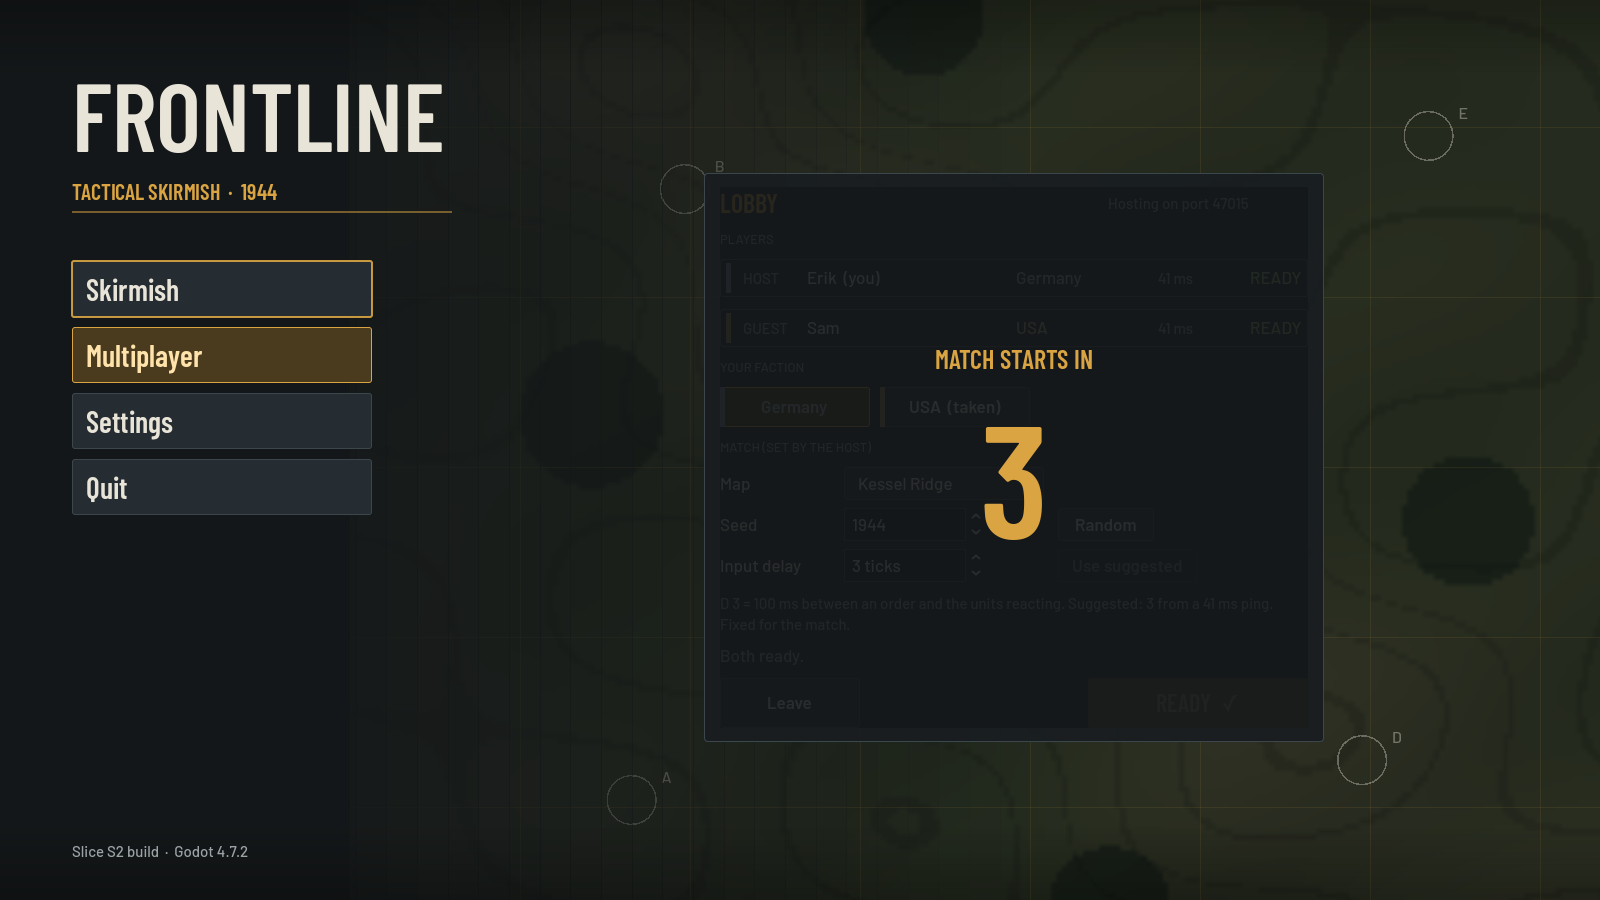 FRONTLINE
TACTICAL SKIRMISH · 1944
Skirmish
Multiplayer
Settings
Quit
Slice S2 build · Godot 4.7.2
B
E
A
D
LOBBY
Hosting on port 47015
PLAYERS
HOST Erik (you) Germany 41 ms READY
GUEST Sam USA 41 ms READY
MATCH STARTS IN
3
YOUR FACTION
Germany USA (taken)
MATCH (SET BY THE HOST)
Map Kessel Ridge
Seed 1944 Random
Input delay 3 ticks Use suggested
D 3 = 100 ms between an order and the units reacting. Suggested: 3 from a 41 ms ping.
Fixed for the match.
Both ready.
Leave READY ✓